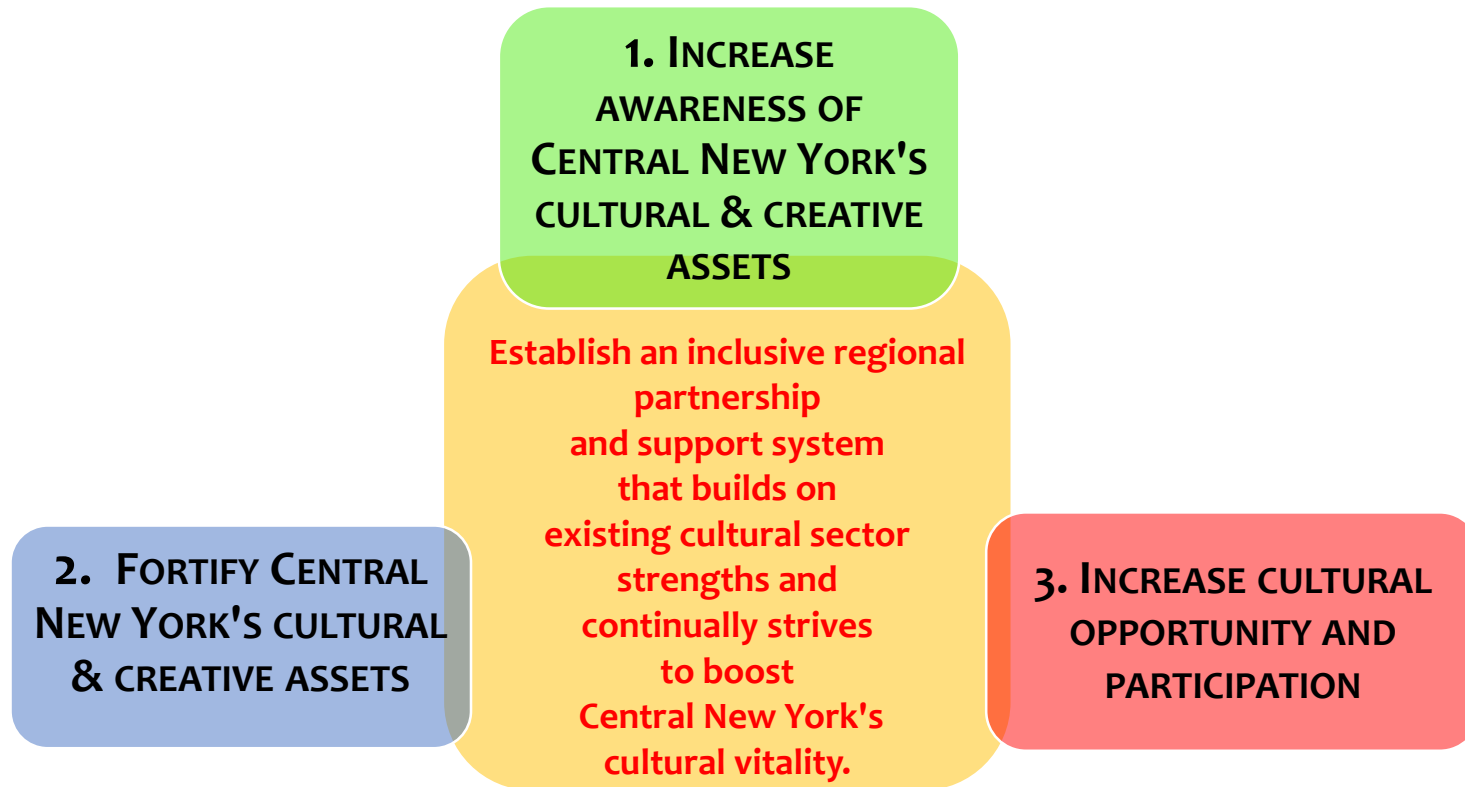 1. INCREASE
AWARENESS OF
CENTRAL NEW YORK'S
CULTURAL & CREATIVE
ASSETS
Establish an inclusive regional
partnership
and support system
that builds on
existing cultural sector
strengths and
continually strives
to boost
Central New York's
cultural vitality.
2. FORTIFY CENTRAL
NEW YORK'S CULTURAL
& CREATIVE ASSETS
3. INCREASE CULTURAL
OPPORTUNITY AND
PARTICIPATION